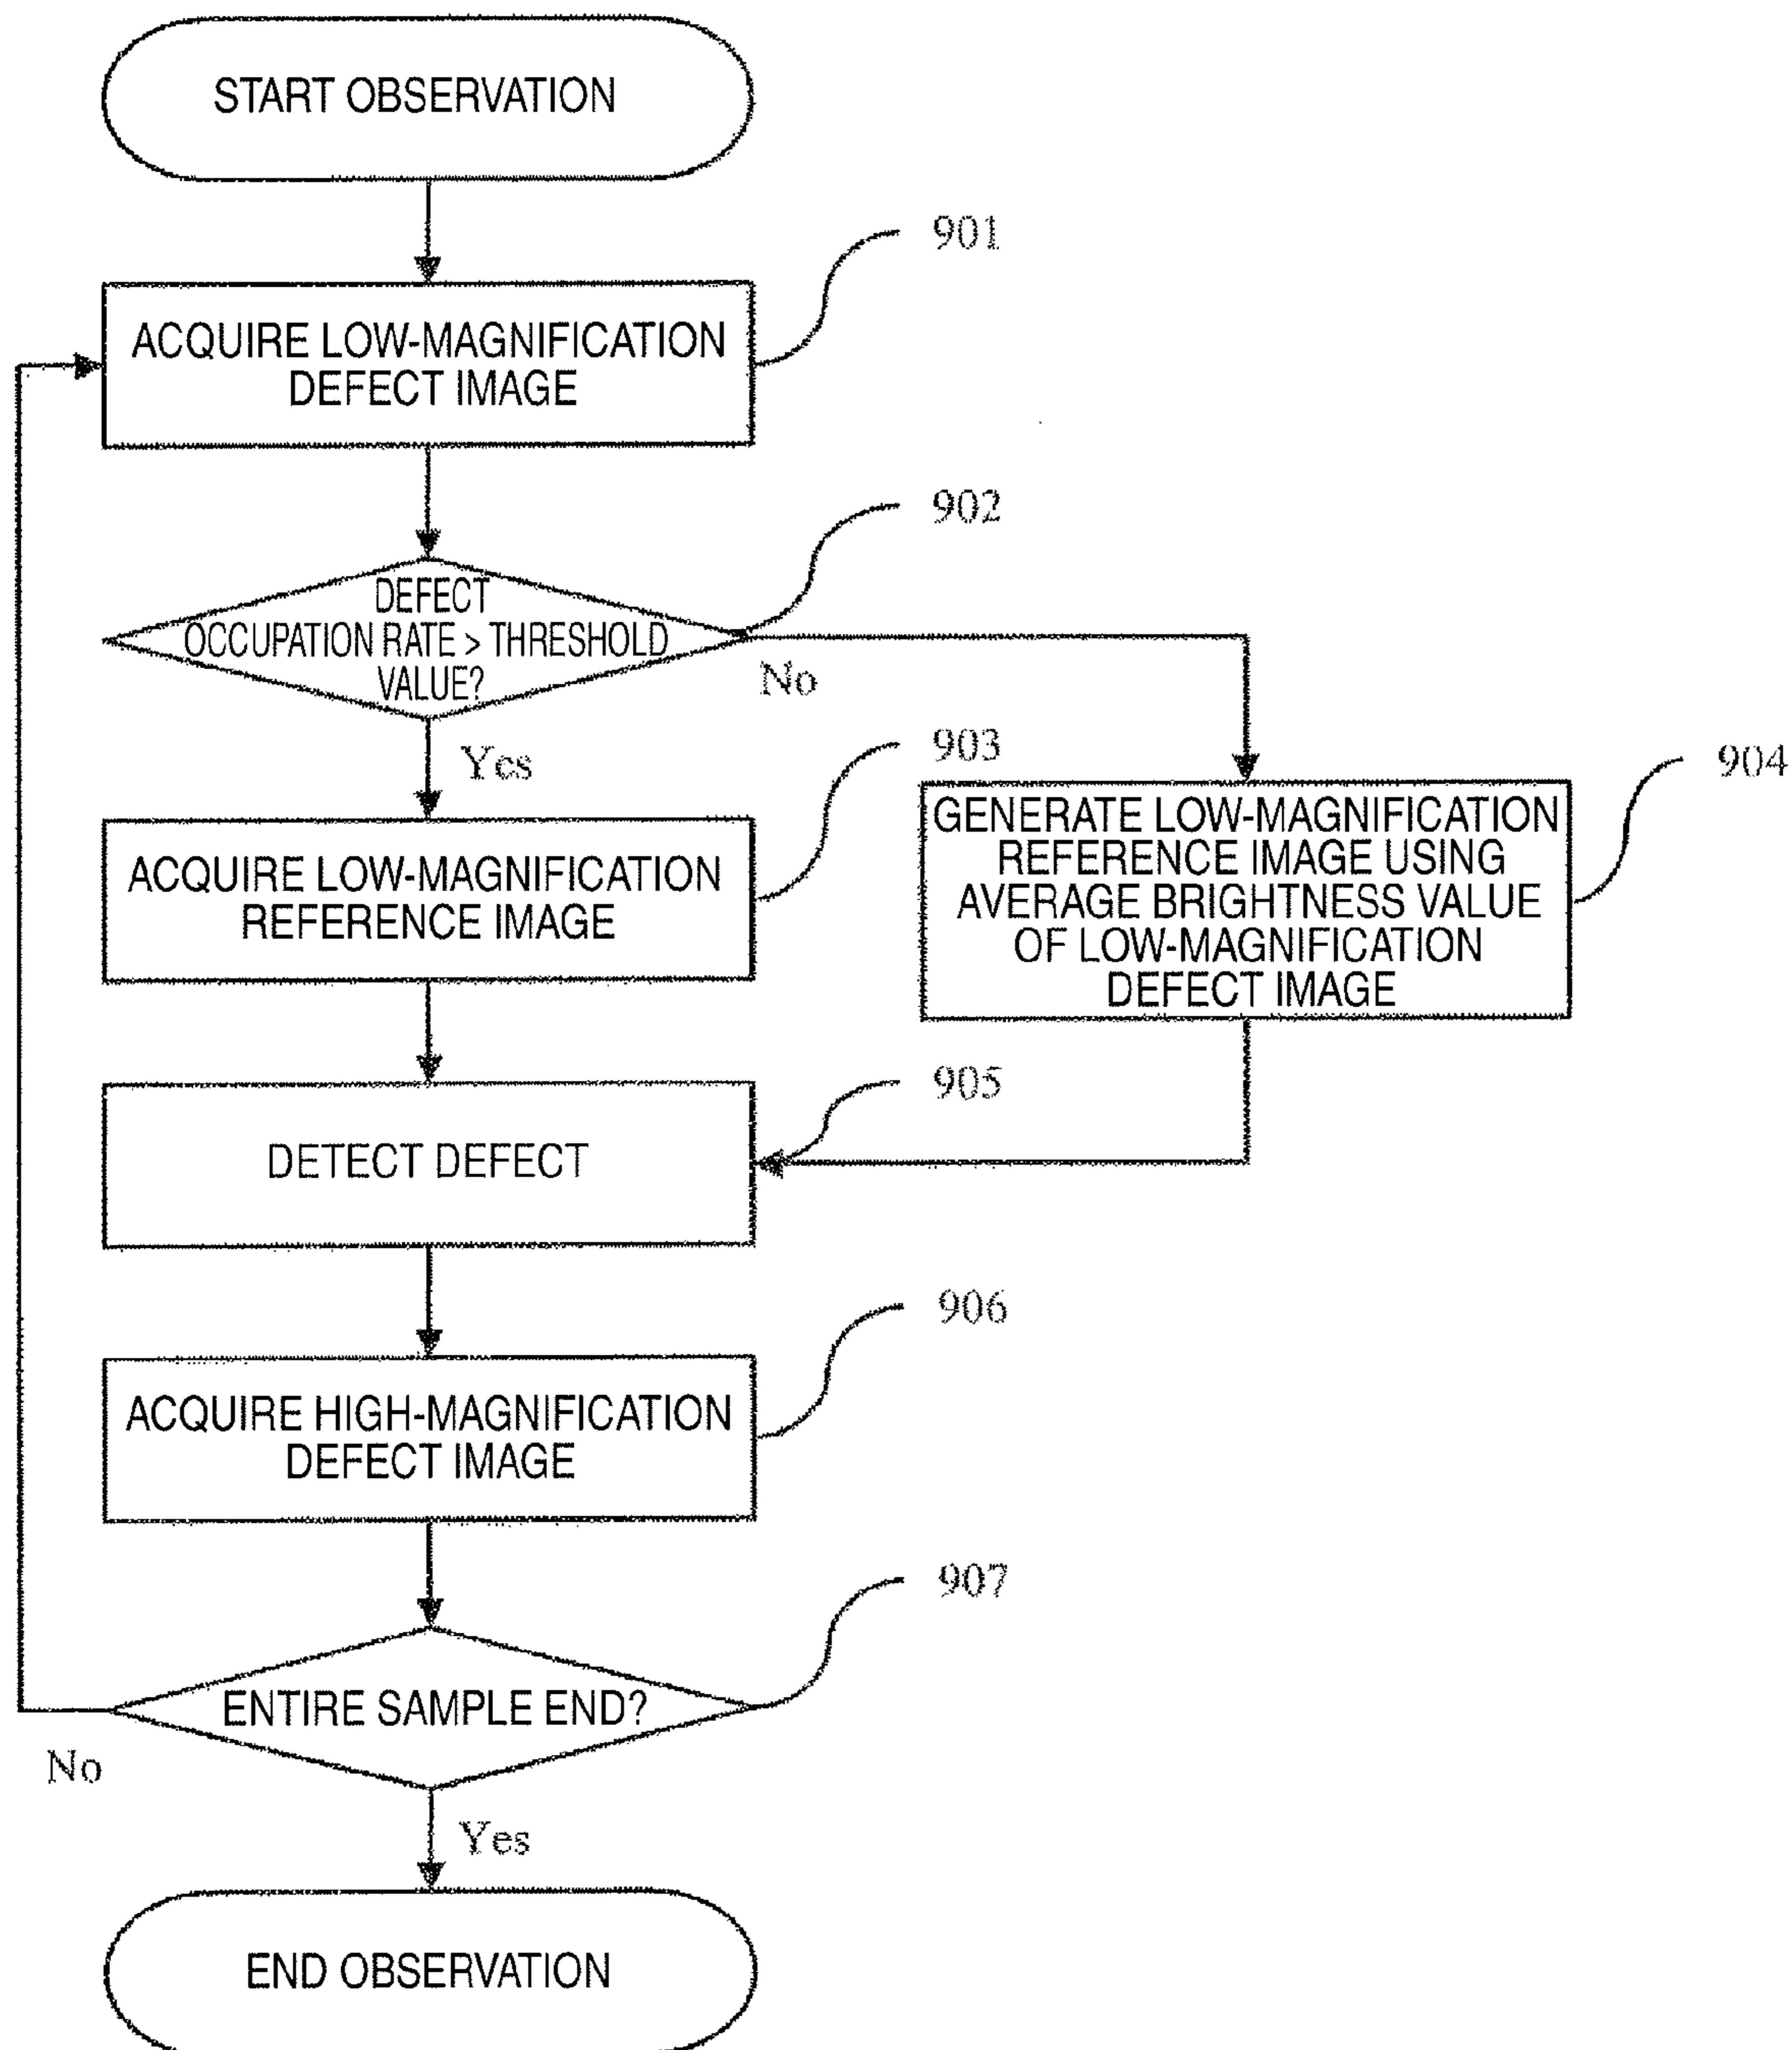 START OBSERVATION
901
ACQUIRE LOW-MAGNIFICATION
DEFECT IMAGE
902
DEFECT
OCCUPATION RATE > THRESHOLD
VALUE?
No
Yes
903
ACQUIRE LOW-MAGNIFICATION
REFERENCE IMAGE
904
GENERATE LOW-MAGNIFICATION
REFERENCE IMAGE USING
AVERAGE BRIGHTNESS VALUE
OF LOW-MAGNIFICATION
DEFECT IMAGE
905
DETECT DEFECT
906
ACQUIRE HIGH-MAGNIFICATION
DEFECT IMAGE
907
ENTIRE SAMPLE END?
No
Yes
END OBSERVATION